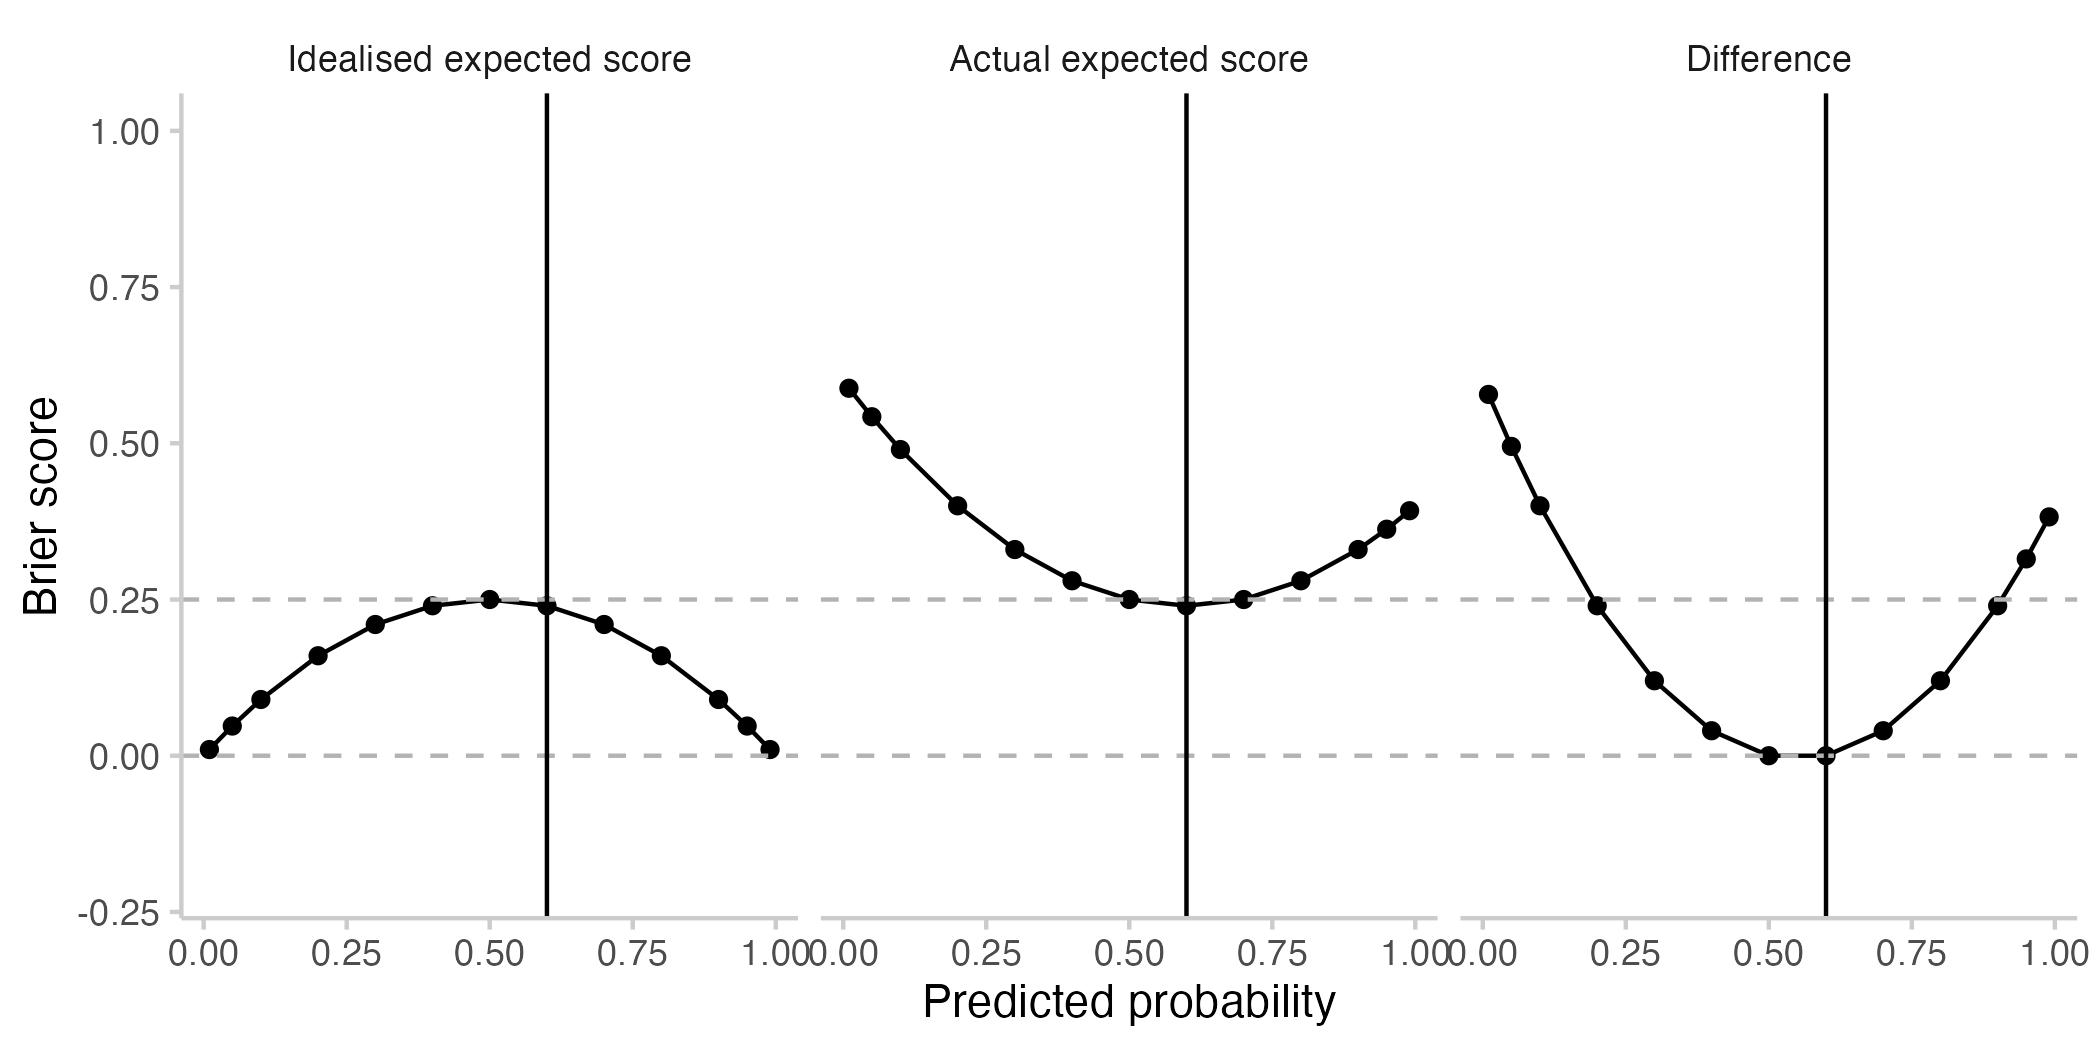 Idealised expected score
Actual expected score
Difference
1.00
0.75
0.50
0.25
0.00
-0.25
Brier score
0.00 0.25 0.50 0.75 1.00
0.00 0.25 0.50 0.75 1.00
0.00 0.25 0.50 0.75 1.00
Predicted probability